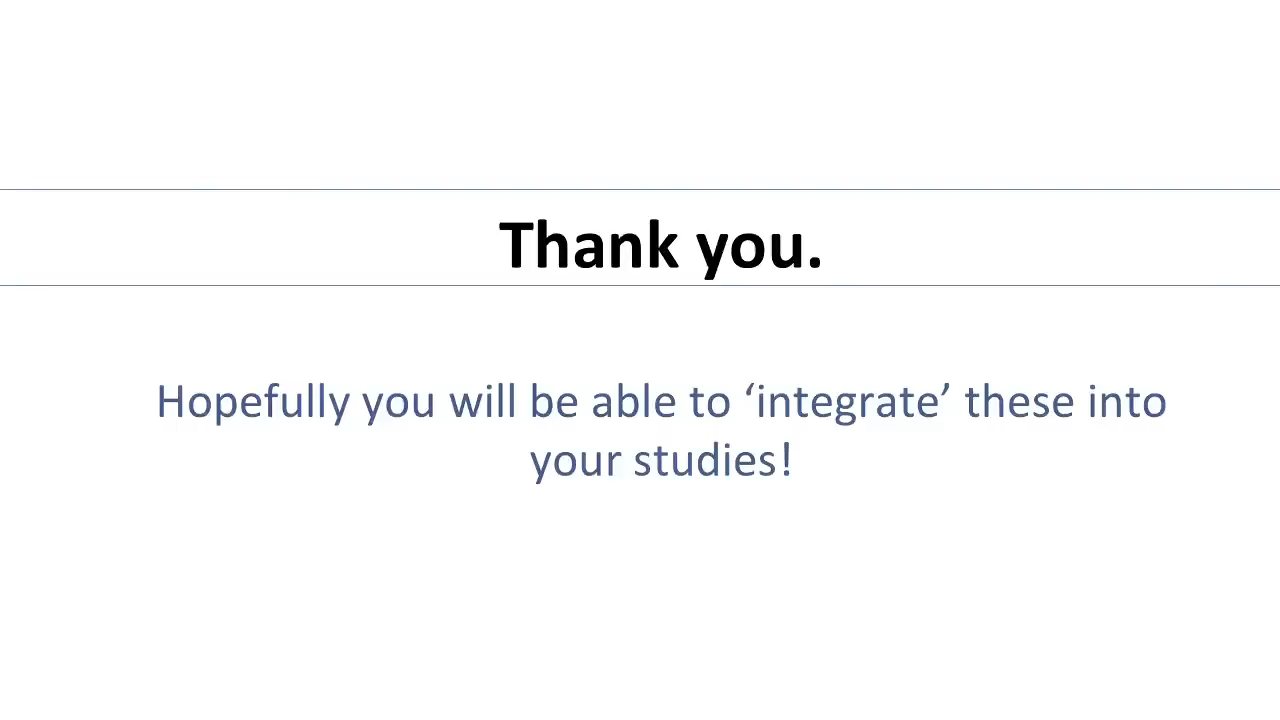 Thank you.
Hopefully you will be able to ‘integrate’ these into
your studies!